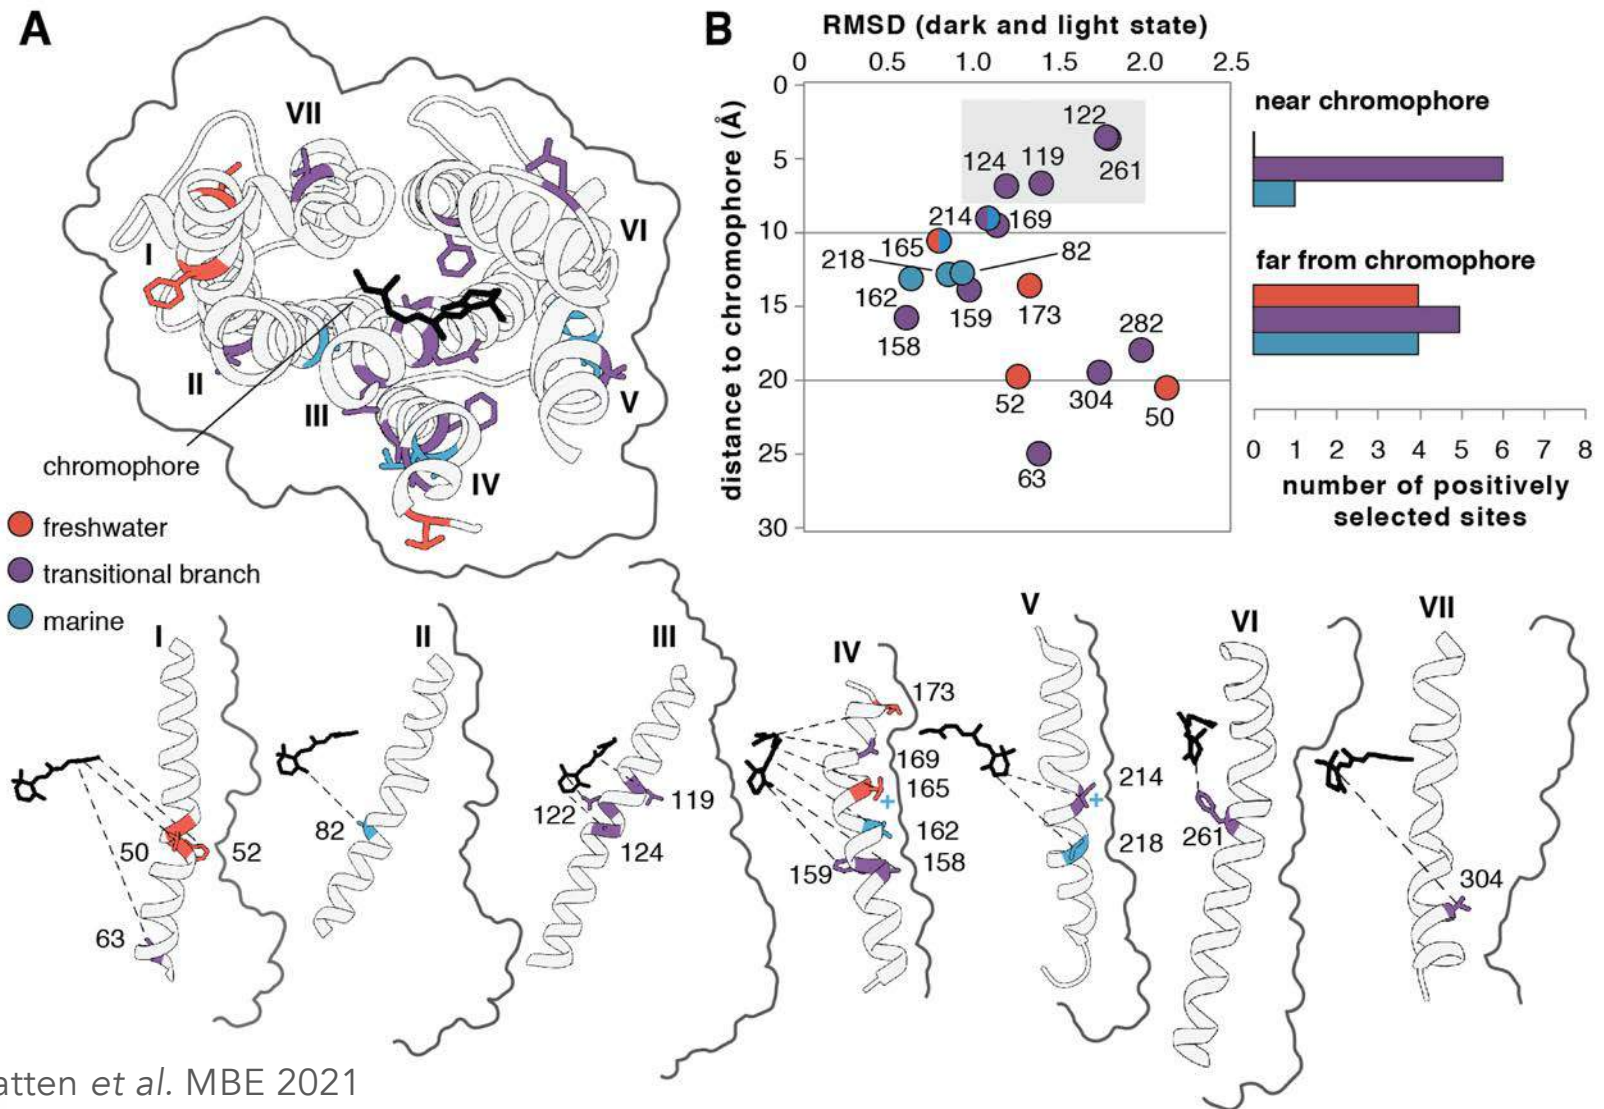 A
VII
VI
I
II
III
V
IV
chromophore
freshwater
transitional branch
marine
B
RMSD (dark and light state)
0 0.5 1.0 1.5 2.0 2.5
distance to chromophore (Å)
0
5
10
15
20
25
30
122
124
119
261
214
169
165
218
82
162
159
173
158
282
52
304
50
63
near chromophore
far from chromophore
0 1 2 3 4 5 6 7 8
number of positively
selected sites
I
50
52
63
II
82
III
122
119
124
IV
173
169
165
+
162
158
159
V
214
+
218
VI
261
VII
304
atten et al. MBE 2021